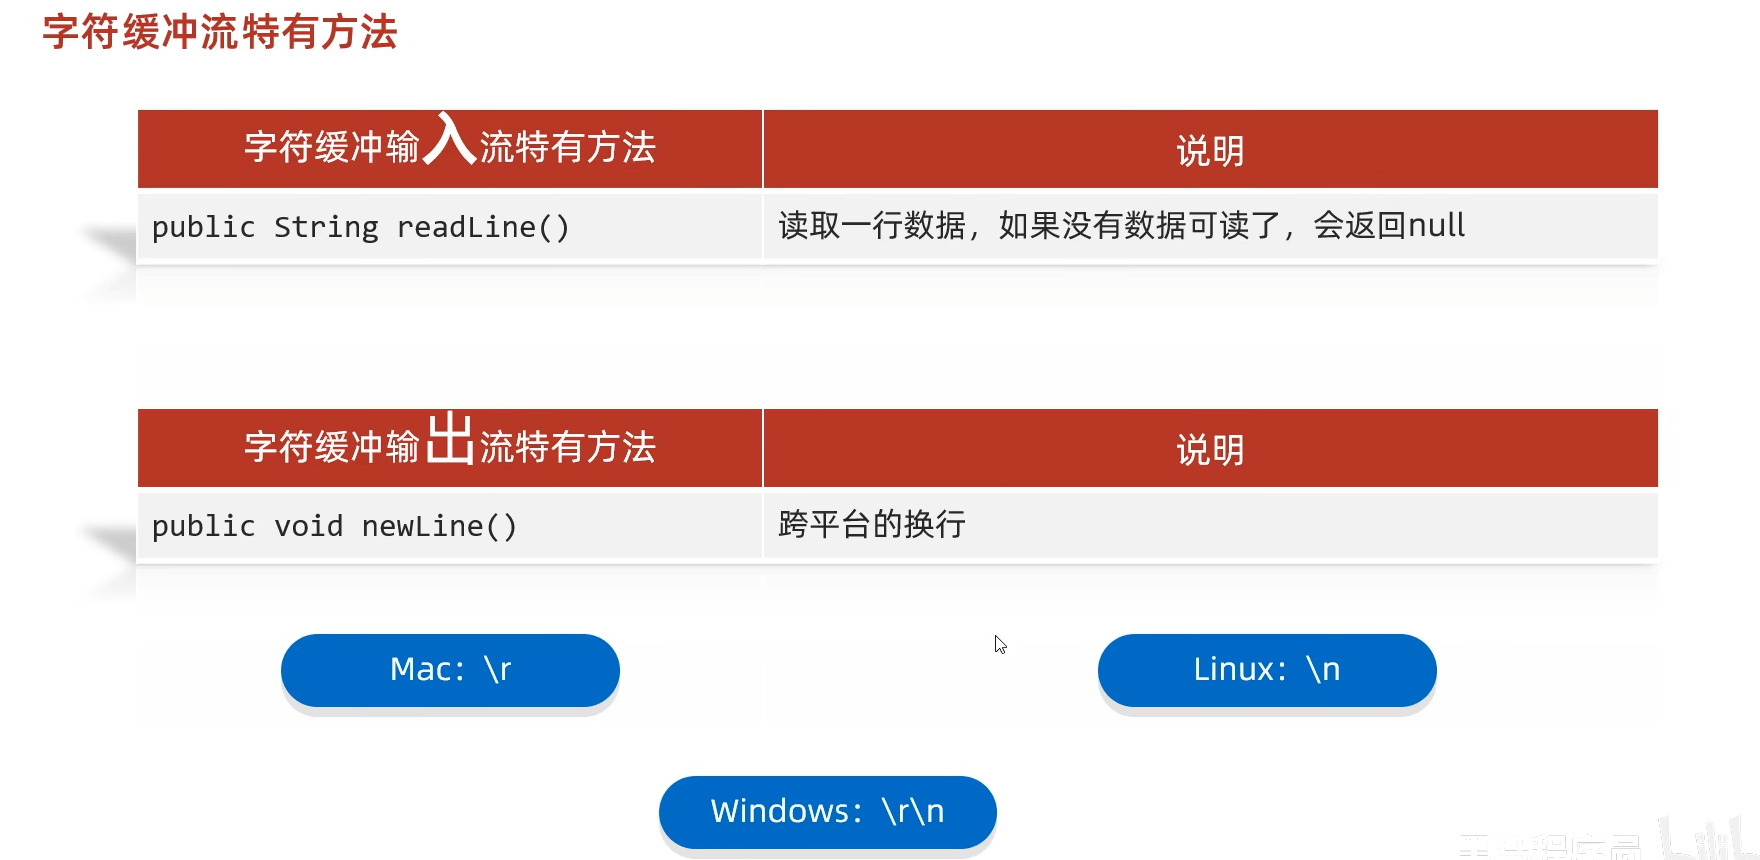 字符缓冲流特有方法
字符缓冲输入流特有方法 说明
public String readLine() 读取一行数据，如果没有数据可读了，会返回null
字符缓冲输出流特有方法 说明
public void newLine() 跨平台的换行
Mac：\r
Linux：\n
Windows：\r\n